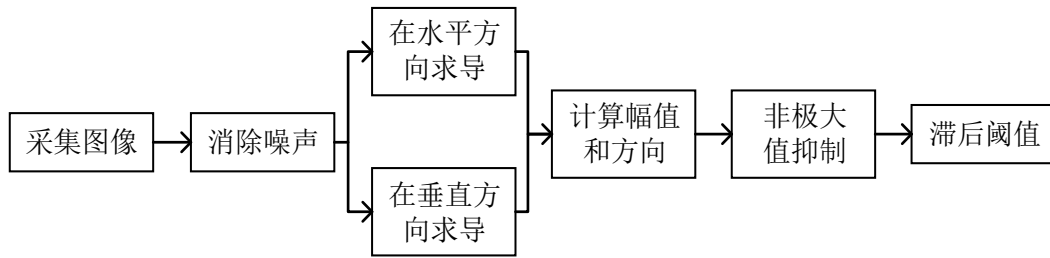 采集图像
消除噪声
在水平方
向求导
在垂直方
向求导
计算幅值
和方向
非极大
值抑制
滞后阈值